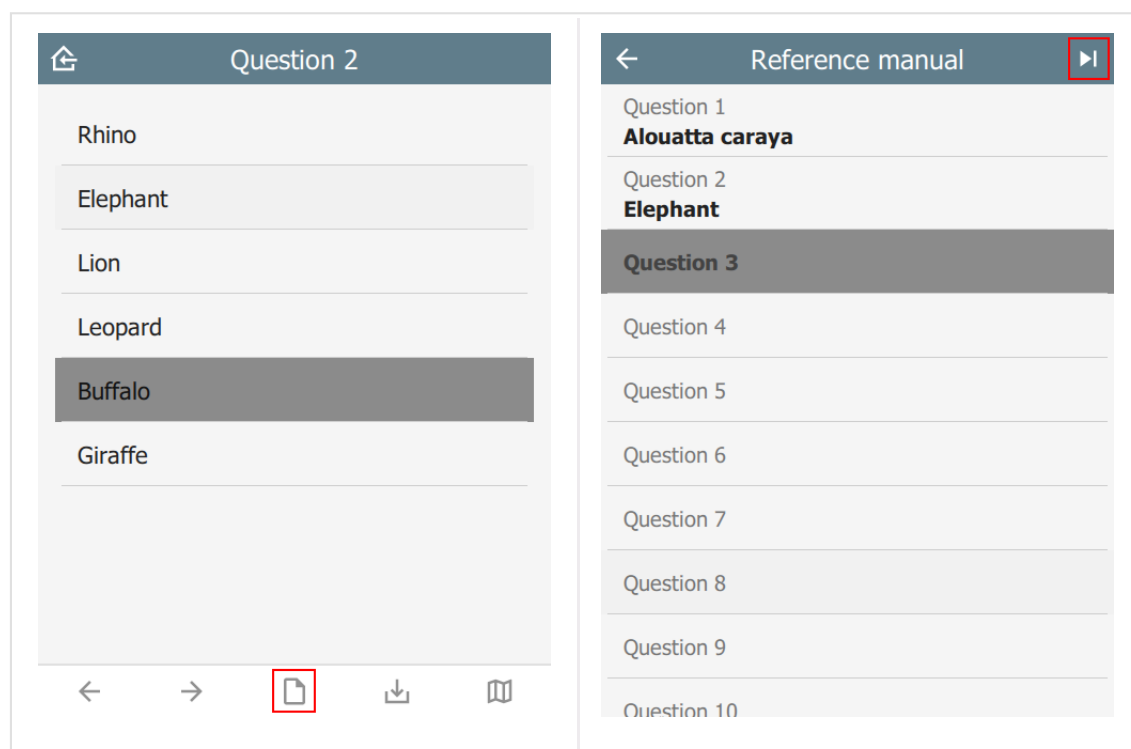 Question 2
Rhino
Elephant
Lion
Leopard
Buffalo
Giraffe
Reference manual
Question 1
Alouatta caraya
Question 2
Elephant
Question 3
Question 4
Question 5
Question 6
Question 7
Question 8
Question 9
Question 10